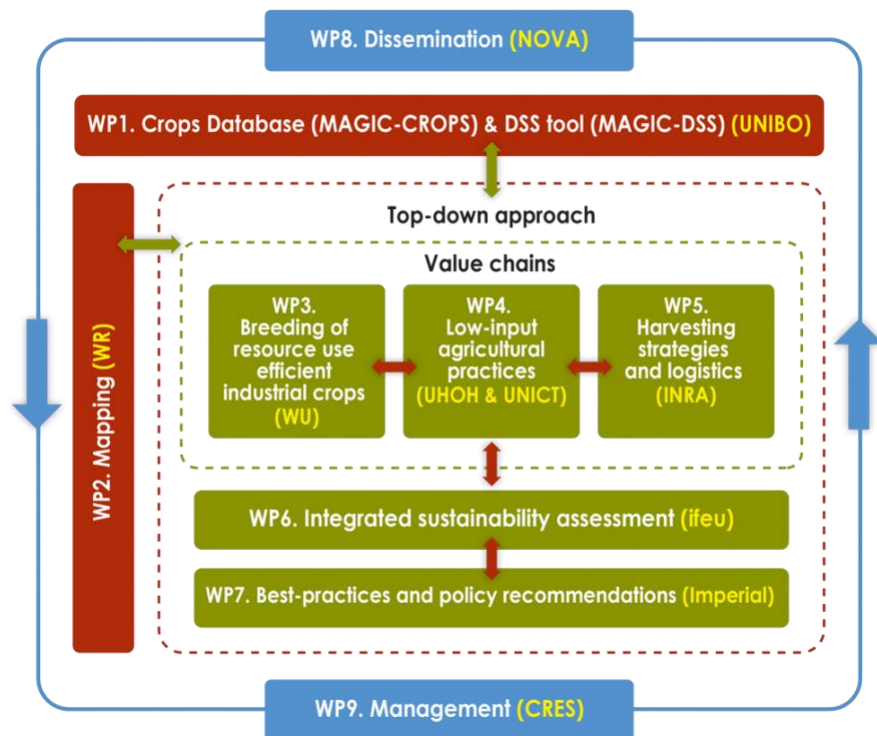 WP8. Dissemination (NOVA)
WP1. Crops Database (MAGIC-CROPS) & DSS tool (MAGIC-DSS) (UNIBO)
WP2. Mapping (WR)
Top-down approach
Value chains
WP3.
Breeding of
resource use
efficient
industrial crops
(WU)
WP4.
Low-input
agricultural
practices
(UHOH & UNICT)
WP5.
Harvesting
strategies
and logistics
(INRA)
WP6. Integrated sustainability assessment (ifeu)
WP7. Best-practices and policy recommendations (Imperial)
WP9. Management (CRES)